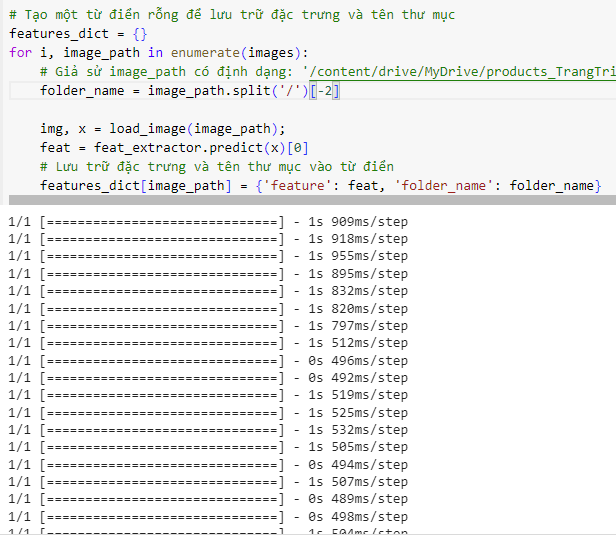 # Tạo một từ điển rỗng để lưu trữ đặc trưng và tên thư mục
features_dict = {}
for i, image_path in enumerate(images):
    # Giả sử image_path có định dạng: '/content/drive/MyDrive/products_TrangTri
    folder_name = image_path.split('/')[-2]
    img, x = load_image(image_path);
    feat = feat_extractor.predict(x)[0]
    # Lưu trữ đặc trưng và tên thư mục vào từ điển
    features_dict[image_path] = {'feature': feat, 'folder_name': folder_name}
1/1 [==============================] - 1s 909ms/step
1/1 [==============================] - 1s 918ms/step
1/1 [==============================] - 1s 955ms/step
1/1 [==============================] - 1s 895ms/step
1/1 [==============================] - 1s 832ms/step
1/1 [==============================] - 1s 820ms/step
1/1 [==============================] - 1s 797ms/step
1/1 [==============================] - 1s 512ms/step
1/1 [==============================] - 0s 496ms/step
1/1 [==============================] - 0s 492ms/step
1/1 [==============================] - 1s 519ms/step
1/1 [==============================] - 1s 525ms/step
1/1 [==============================] - 1s 532ms/step
1/1 [==============================] - 1s 505ms/step
1/1 [==============================] - 0s 494ms/step
1/1 [==============================] - 1s 507ms/step
1/1 [==============================] - 0s 489ms/step
1/1 [==============================] - 0s 498ms/step
1/1 [==============================] - 1s 504ms/step